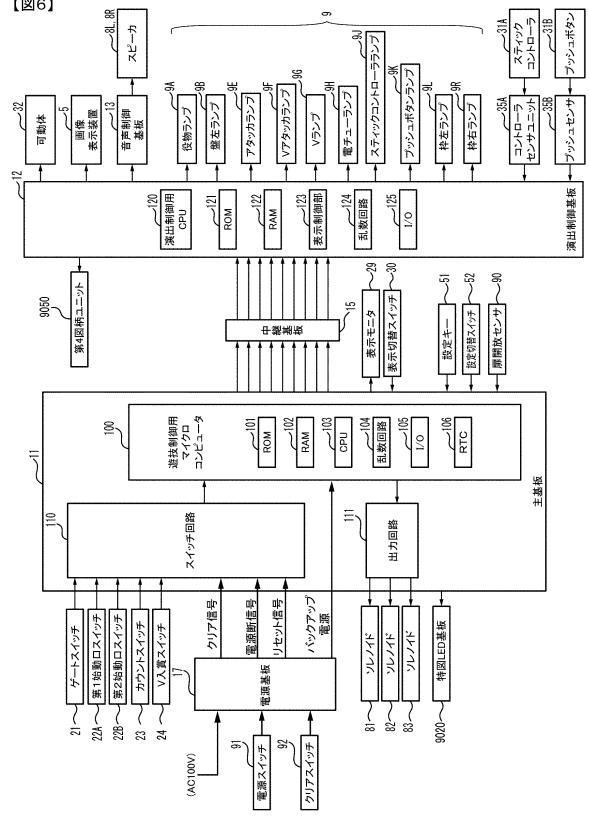 【図6】
32
可動体
5
画像
表示装置
13
音声制御
基板
8L, 8R
スピーカ
9
9A
役物ランプ
9B
盤左ランプ
9E
アタッカランプ
9F
Vアタッカランプ
9G
Vランプ
9H
電チューランプ
9J
スティックコントローラランプ
9K
プッシュボタンランプ
9L
枠左ランプ
9R
枠右ランプ
31A
スティック
コントローラ
35A
コントローラ
センサユニット
31B
プッシュボタン
35B
プッシュセンサ
12
120
演出制御用
CPU
121
ROM
122
RAM
123
表示制御部
124
乱数回路
125
I/O
演出制御基板
9050
第4図柄ユニット
中継基板
15
29
表示モニタ
30
表示切替スイッチ
51
設定キー
52
設定切替スイッチ
90
扉開放センサ
11
100
遊技制御用
マイクロ
コンピュータ
101
ROM
102
RAM
103
CPU
104
乱数回路
105
I/O
106
RTC
主基板
110
スイッチ回路
111
出力回路
ゲートスイッチ
21
第1始動口スイッチ
22A
第2始動口スイッチ
22B
カウントスイッチ
23
V入賞スイッチ
24
クリア信号
電源断信号
リセット信号
バックアップ
電源
17
電源基板
(AC100V)
91
電源スイッチ
92
クリアスイッチ
ソレノイド
81
ソレノイド
82
ソレノイド
83
特図LED基板
9020